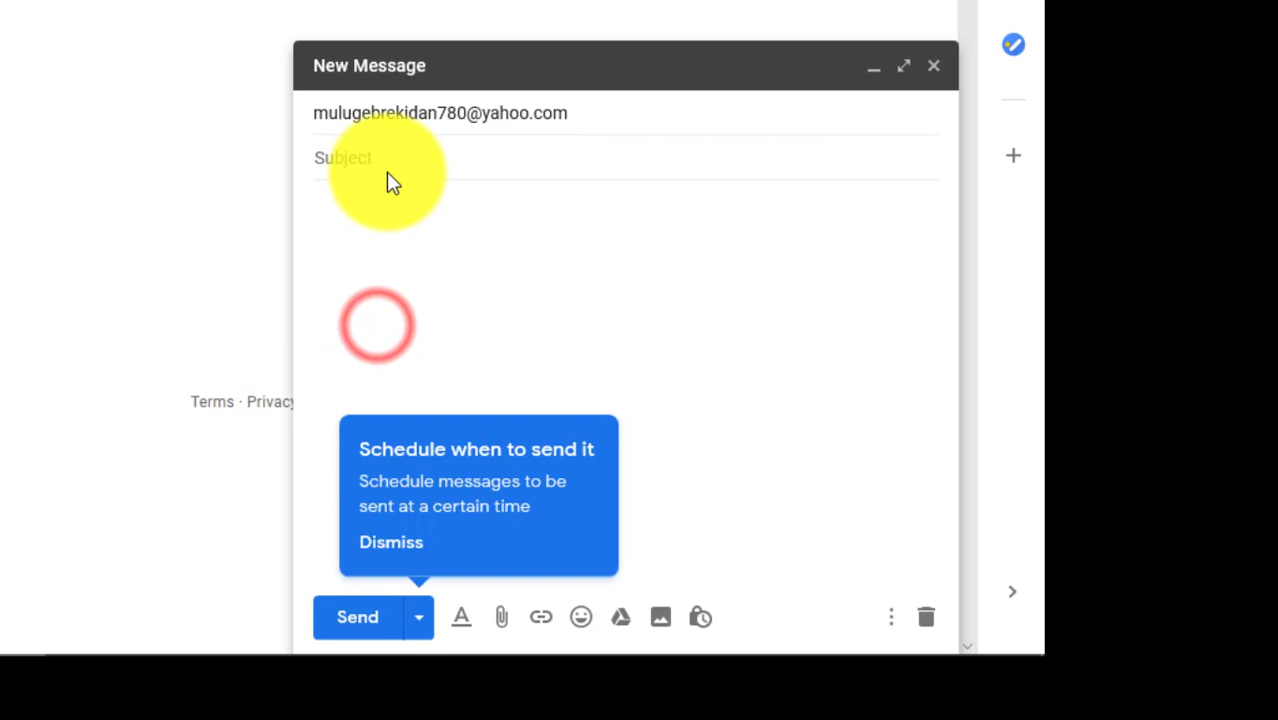 New Message
mulugebrekidan780@yahoo.com
Subject
Terms · Privacy
Schedule when to send it
Schedule messages to be
sent at a certain time
Dismiss
Send